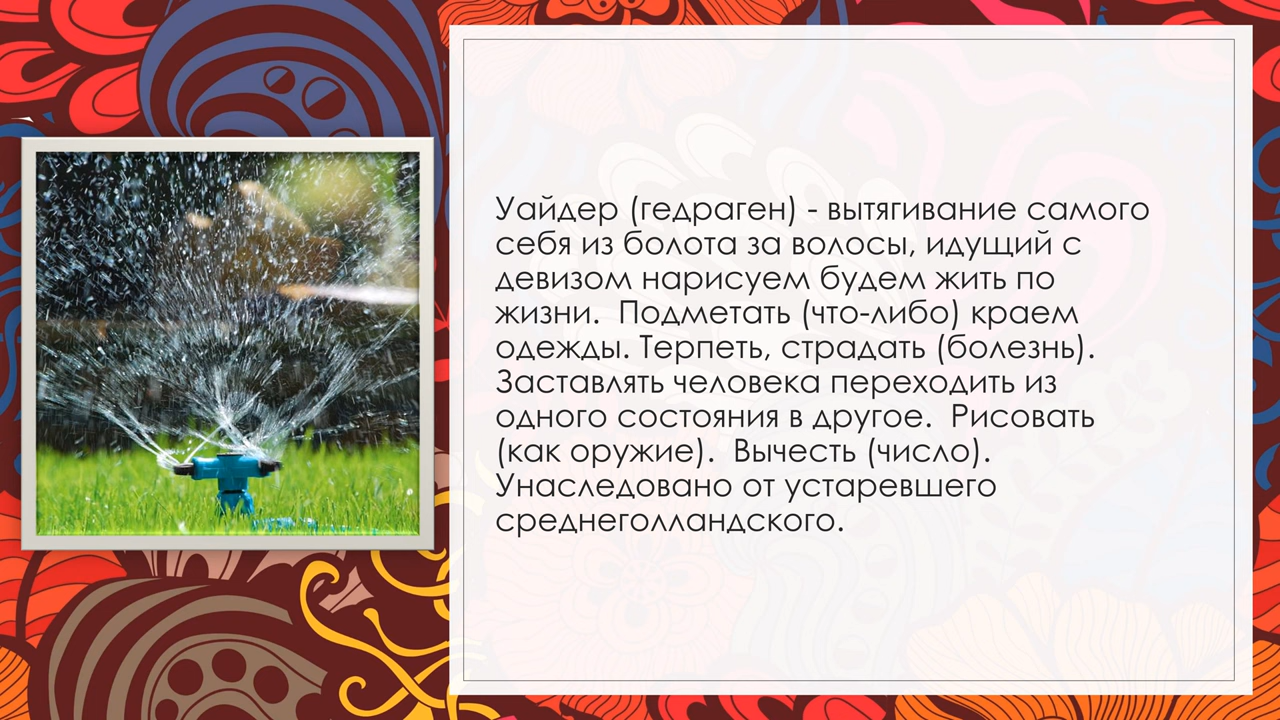 Уайдер (гедраген) - вытягивание самого
себя из болота за волосы, идущий с
девизом нарисуем будем жить по
жизни.  Подметать (что-либо) краем
одежды. Терпеть, страдать (болезнь).
Заставлять человека переходить из
одного состояния в другое.  Рисовать
(как оружие).  Вычесть (число).
Унаследовано от устаревшего
среднеголландского.